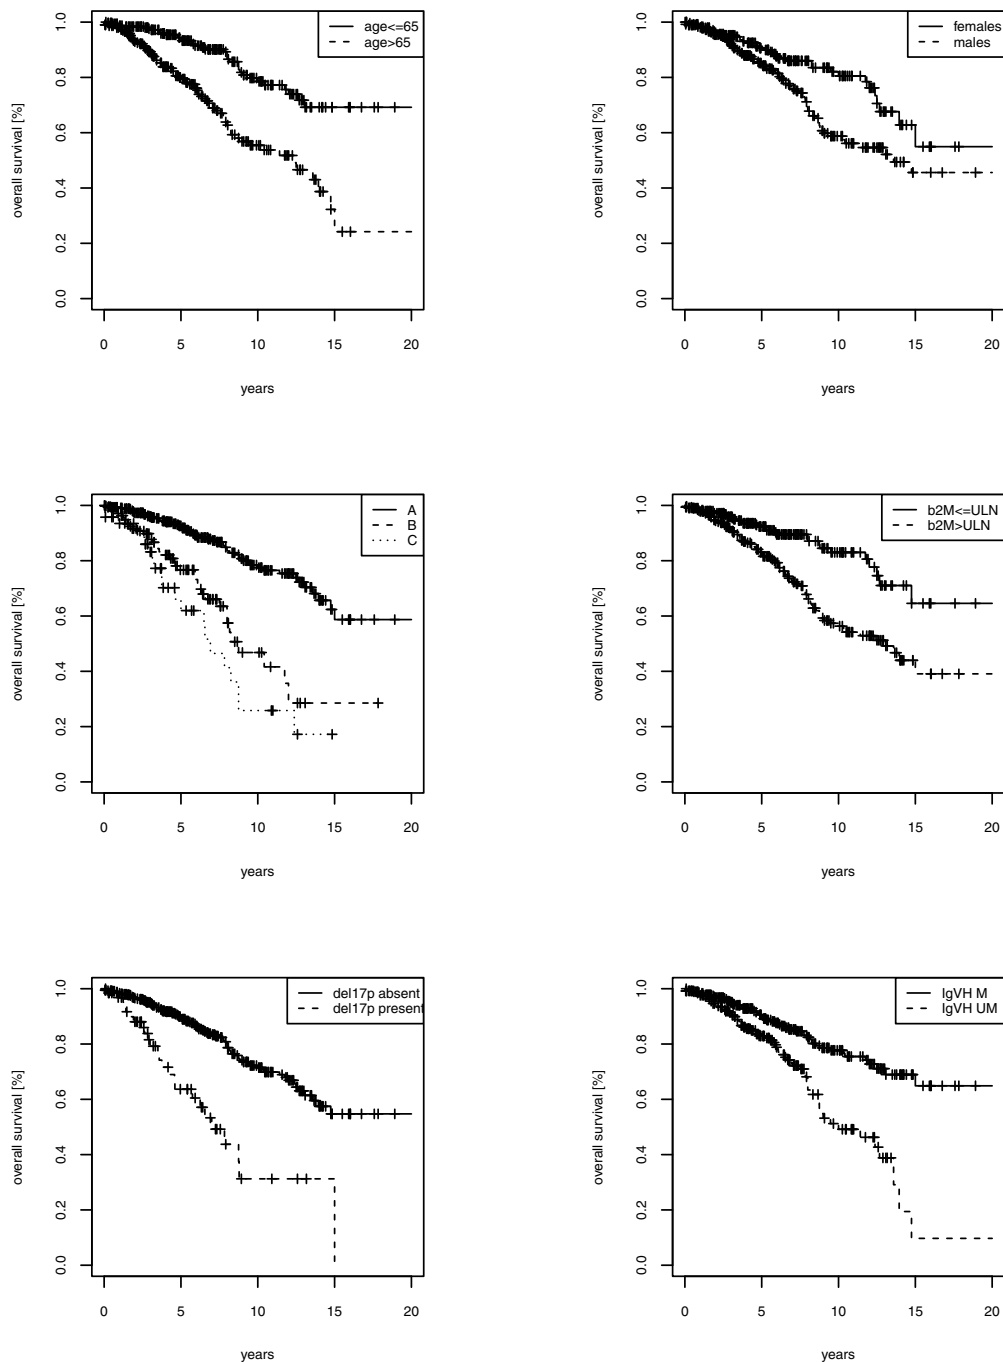 age<=65
age>65
overall survival [%]
0.0 0.2 0.4 0.6 0.8 1.0
0 5 10 15 20
years
females
males
overall survival [%]
0.0 0.2 0.4 0.6 0.8 1.0
0 5 10 15 20
years
A
B
C
overall survival [%]
0.0 0.2 0.4 0.6 0.8 1.0
0 5 10 15 20
years
b2M<=ULN
b2M>ULN
overall survival [%]
0.0 0.2 0.4 0.6 0.8 1.0
0 5 10 15 20
years
del17p absent
del17p present
overall survival [%]
0.0 0.2 0.4 0.6 0.8 1.0
0 5 10 15 20
years
IgVH M
IgVH UM
overall survival [%]
0.0 0.2 0.4 0.6 0.8 1.0
0 5 10 15 20
years